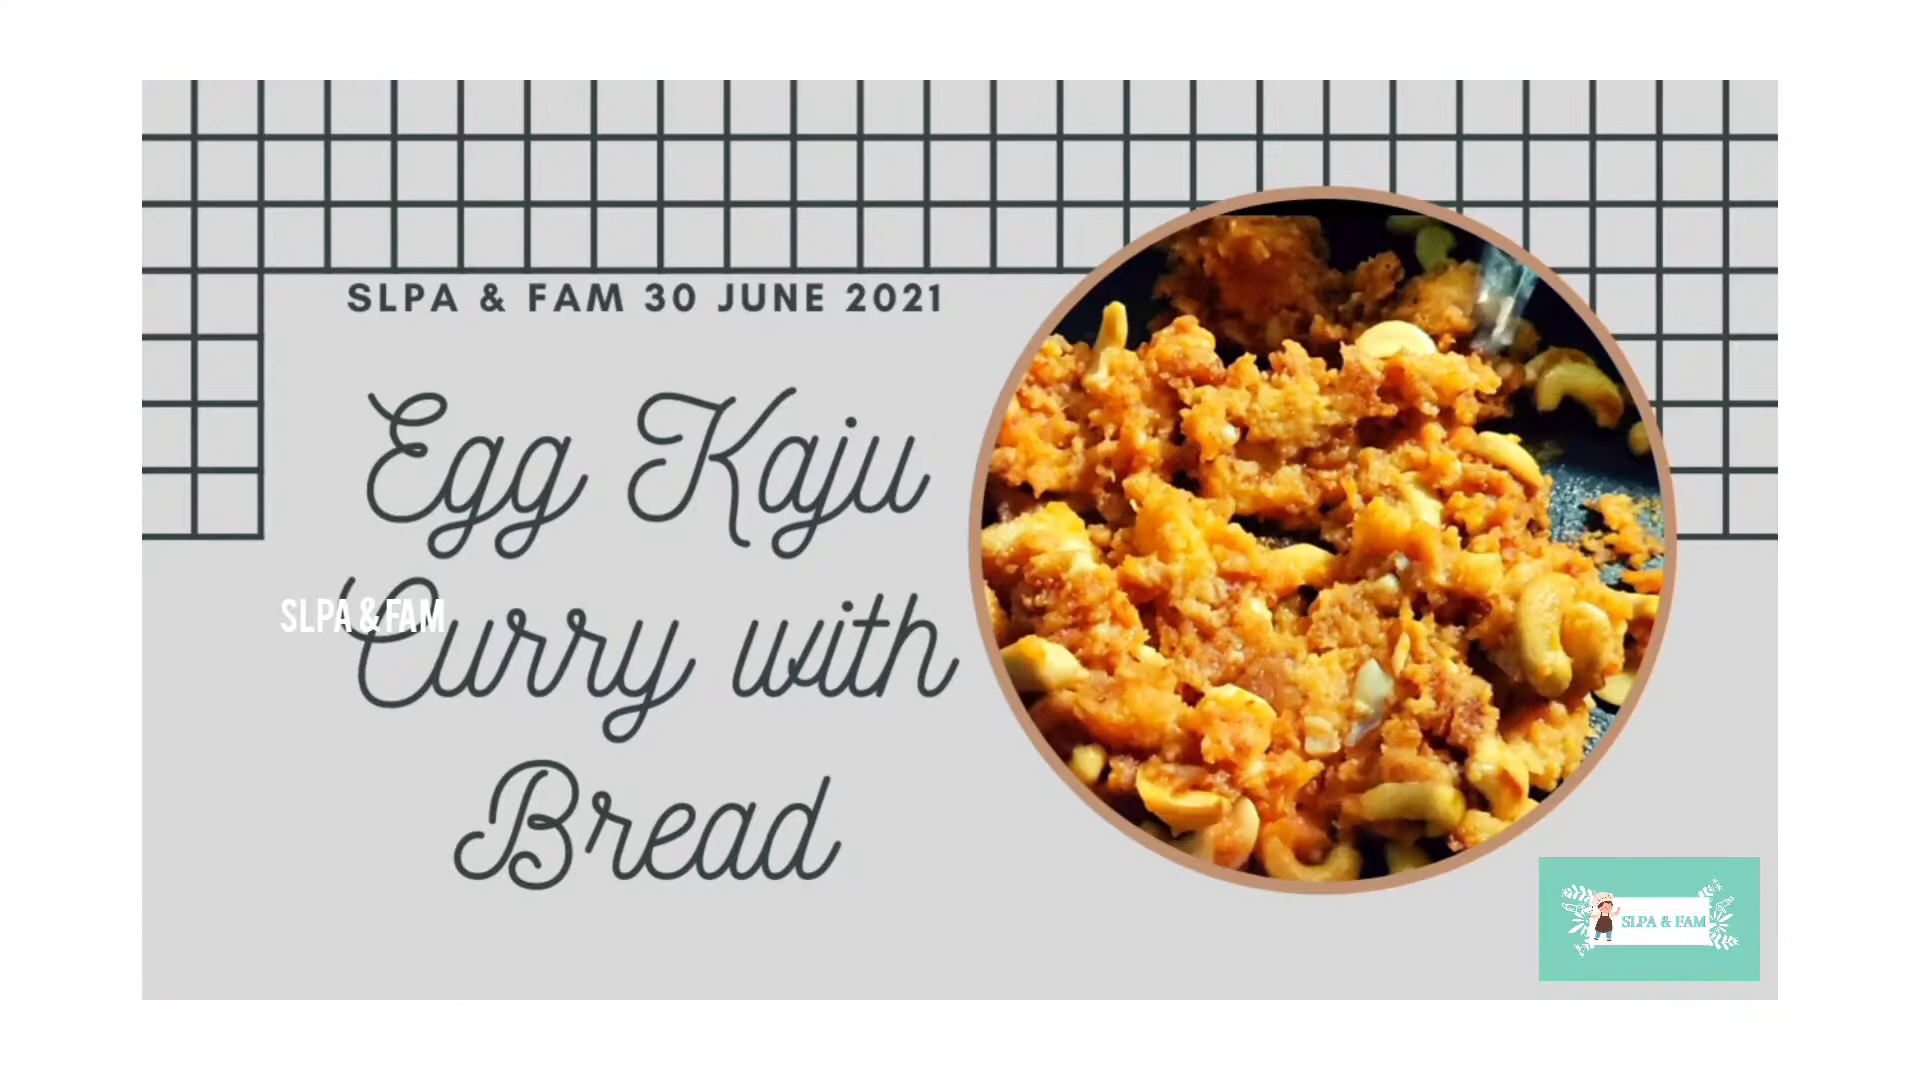 SLPA & FAM 30 JUNE 2021
Egg Kaju
Curry with
Bread
SLPA & FAM
SLPA & FAM